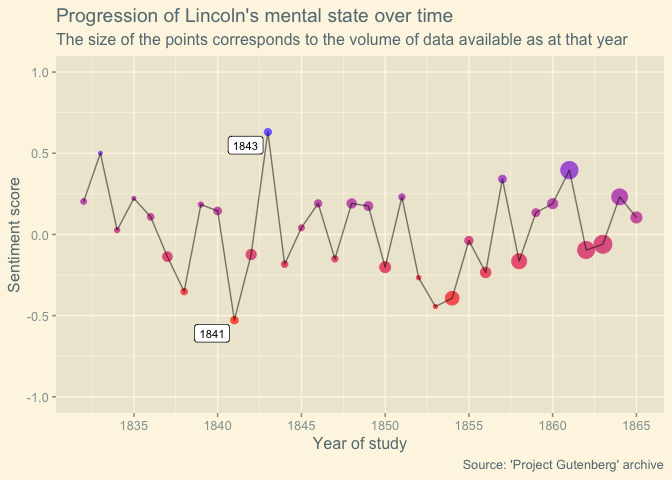 Progression of Lincoln's mental state over time
The size of the points corresponds to the volume of data available as at that year
1.0
0.5
0.0
-0.5
-1.0
Sentiment score
1843
1841
1835
1840
1845
1850
1855
1860
1865
Year of study
Source: 'Project Gutenberg' archive